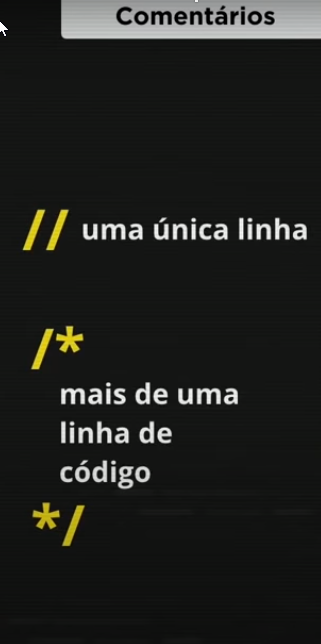 Comentários
// uma única linha
/*
mais de uma
linha de
código
*/